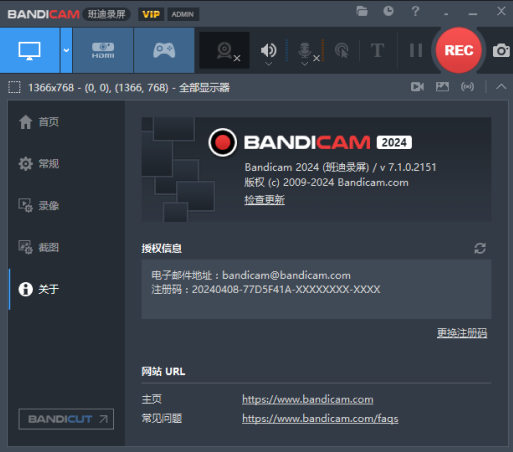 BANDICAM 班迪录屏 VIP ADMIN
HDMI
T
REC
1366x768 - (0, 0), (1366, 768) - 全部显示器
首页
常规
录像
截图
关于
BANDICUT
BANDICAM 2024
Bandicam 2024 (班迪录屏) / v 7.1.0.2151
版权 (c) 2009-2024 Bandicam.com
检查更新
授权信息
电子邮件地址：bandicam@bandicam.com
注册码：20240408-77D5F41A-XXXXXXXX-XXXX
更换注册码
网站 URL
主页 https://www.bandicam.com
常见问题 https://www.bandicam.com/faqs